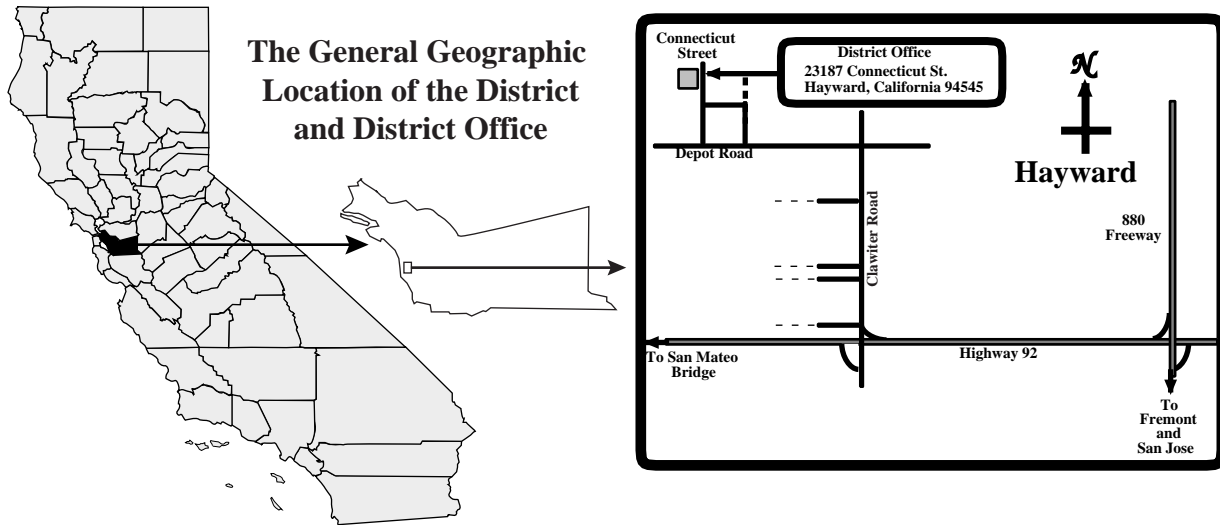 The General Geographic
Location of the District
and District Office
Connecticut
Street
District Office
23187 Connecticut St.
Hayward, California 94545
N
Hayward
Depot Road
Clawiter Road
880
Freeway
To San Mateo
Bridge
Highway 92
To
Fremont
and
San Jose